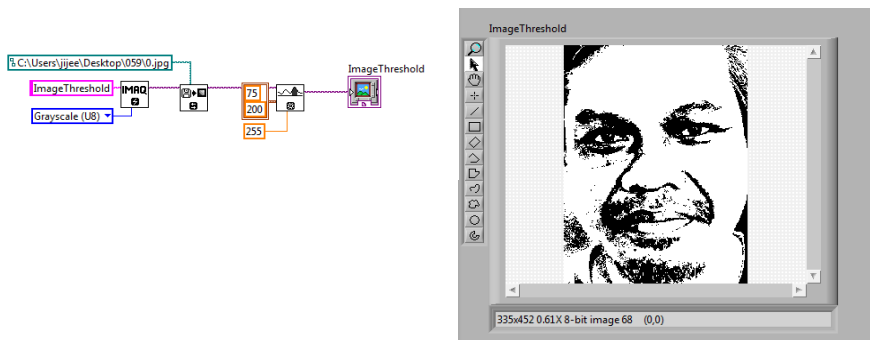 C:\Users\jijee\Desktop\059\0.jpg
ImageThreshold
IMAQ
Grayscale (U8)
75
200
255
ImageThreshold
ImageThreshold
335x452 0.61X 8-bit image 68 (0,0)